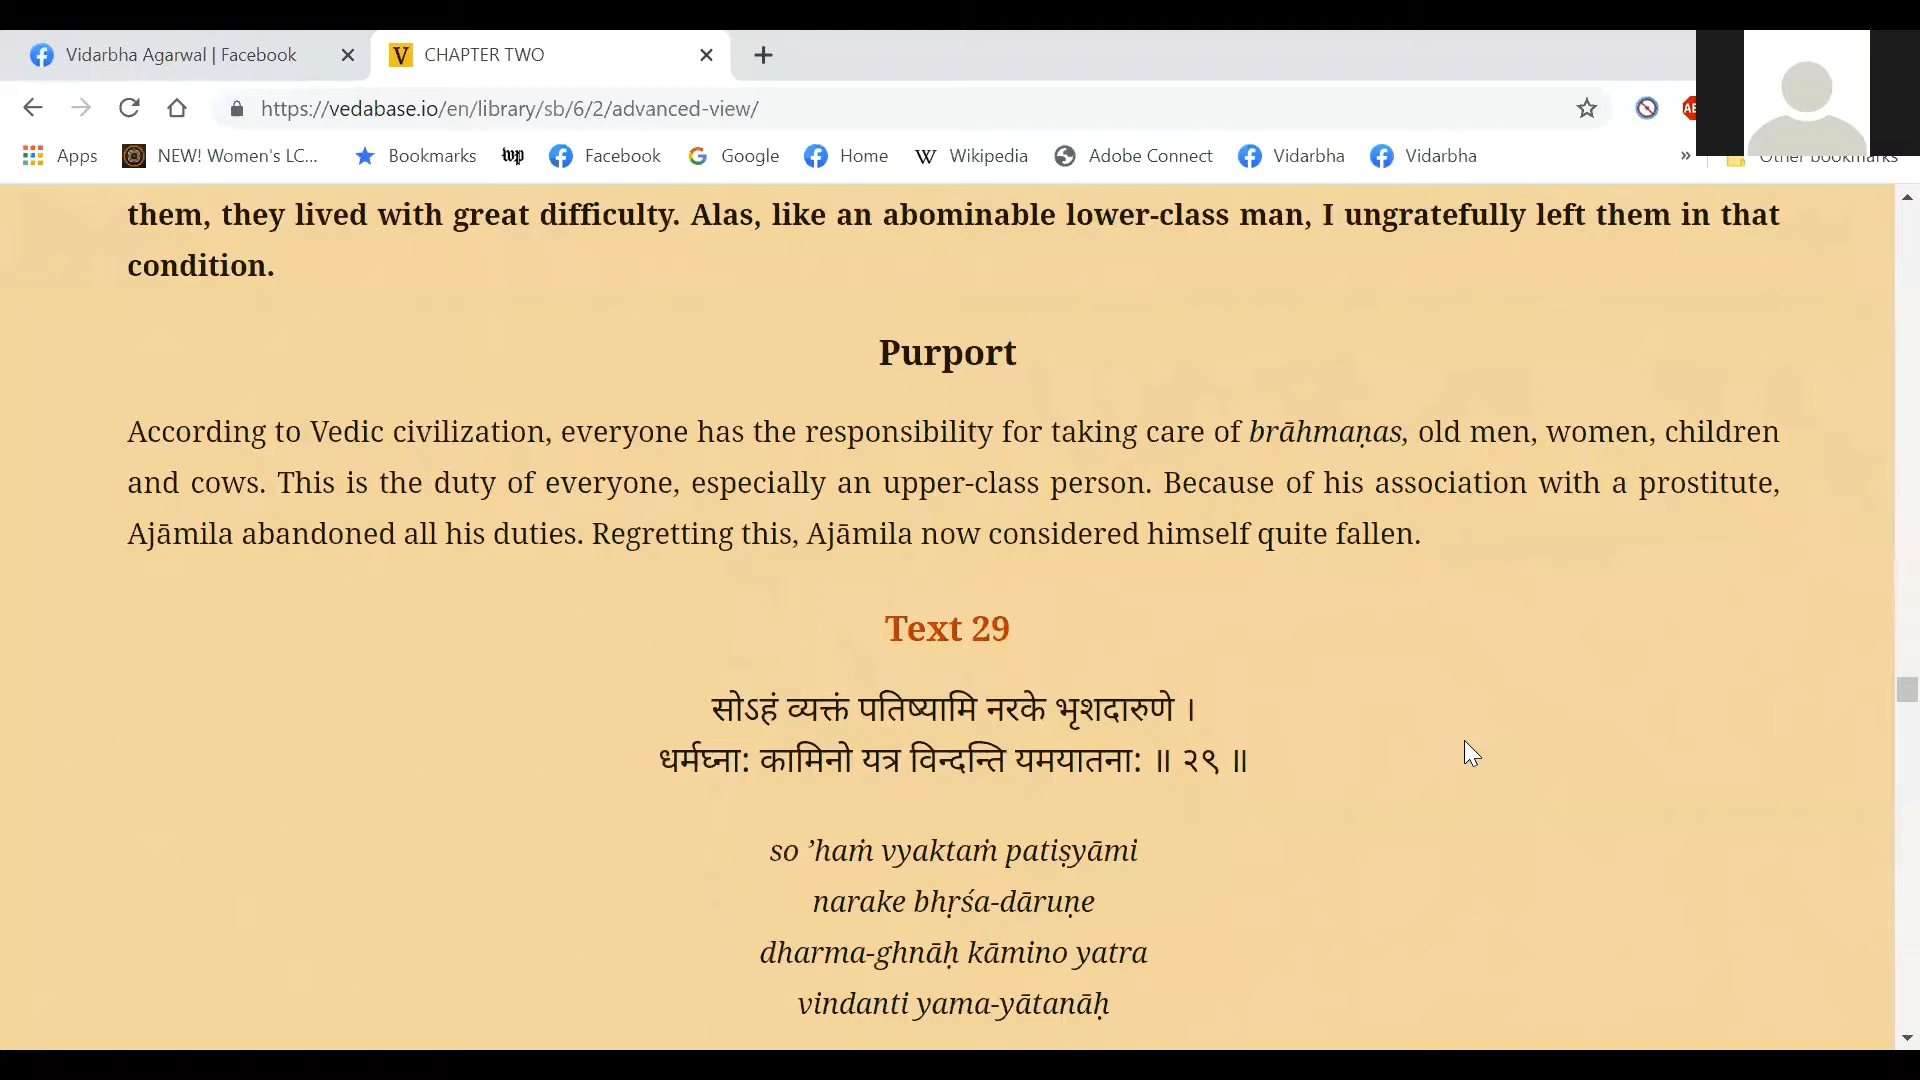 Vidarbha Agarwal | Facebook
CHAPTER TWO
https://vedabase.io/en/library/sb/6/2/advanced-view/
Apps
NEW! Women's LC...
Bookmarks
wp
Facebook
Google
Home
Wikipedia
Adobe Connect
Vidarbha
Vidarbha
»
Other bookmarks
them, they lived with great difficulty. Alas, like an abominable lower-class man, I ungratefully left them in that
condition.
Purport
According to Vedic civilization, everyone has the responsibility for taking care of brāhmaṇas, old men, women, children
and cows. This is the duty of everyone, especially an upper-class person. Because of his association with a prostitute,
Ajāmila abandoned all his duties. Regretting this, Ajāmila now considered himself quite fallen.
Text 29
सोऽहं व्यक्तं पतिष्यामि नरके भृशदारुणे ।
धर्मघ्ना: कामिनो यत्र विन्दन्ति यमयातना: ॥ २९ ॥
so ’haṁ vyaktaṁ patiṣyāmi
narake bhṛśa-dāruṇe
dharma-ghnāḥ kāmino yatra
vindanti yama-yātanāḥ